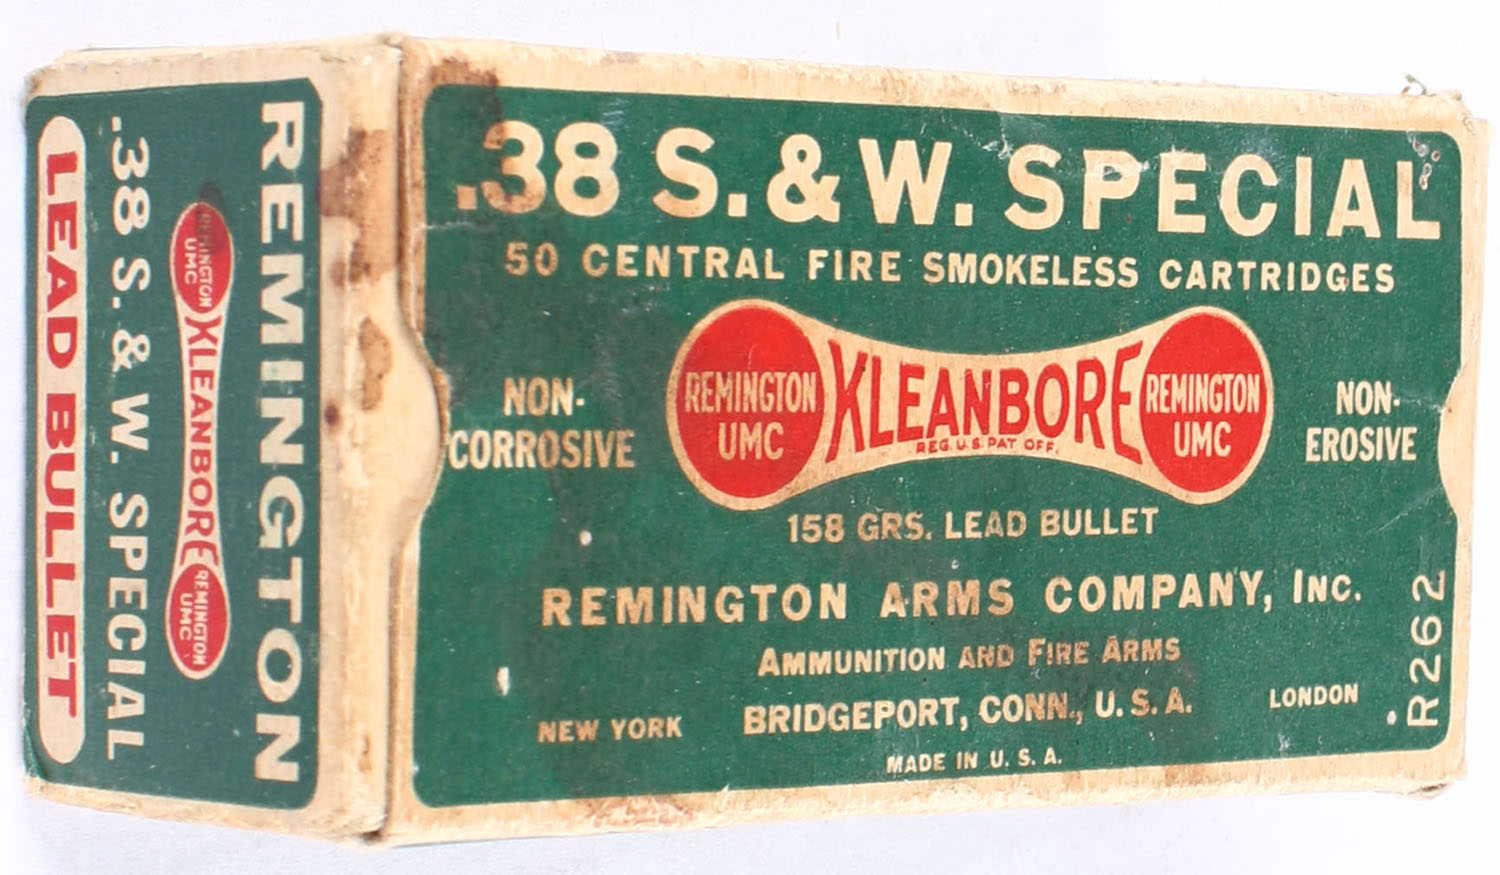 REMINGTON
REMINGTON
UMC
KLEANBORE
REMINGTON
UMC
.38 S. & W. SPECIAL
LEAD BULLET
.38 S. & W. SPECIAL
50 CENTRAL FIRE SMOKELESS CARTRIDGES
NON-
CORROSIVE
REMINGTON
UMC
KLEANBORE
REG. U.S. PAT. OFF.
REMINGTON
UMC
NON-
EROSIVE
158 GRS. LEAD BULLET
REMINGTON ARMS COMPANY, INC.
AMMUNITION AND FIRE ARMS
NEW YORK BRIDGEPORT, CONN., U. S. A. LONDON
MADE IN U. S. A.
R262